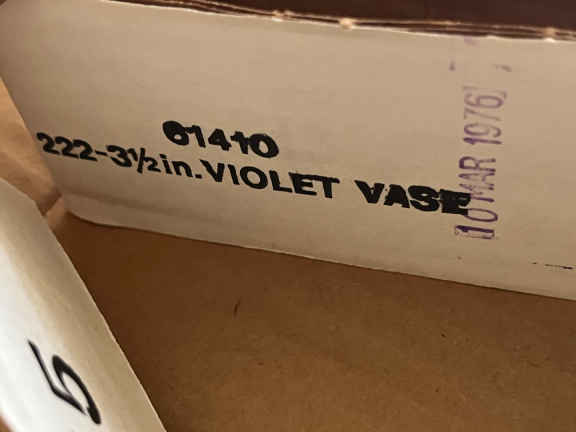 61410
222-3½in. VIOLET VASE
10 MAR 1976
5